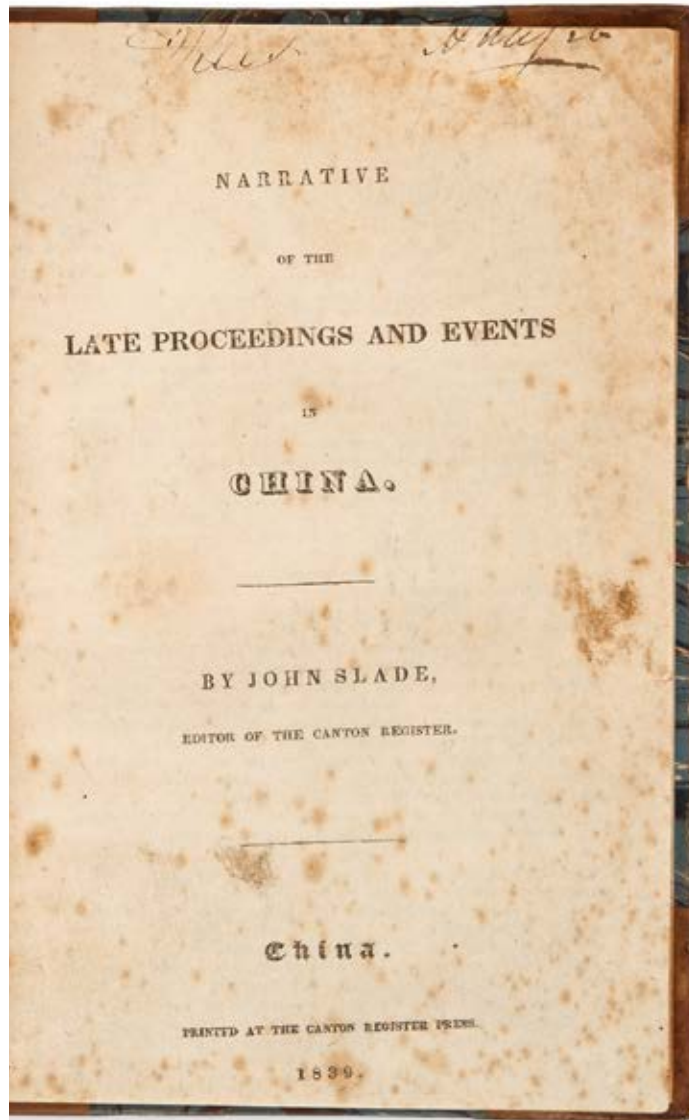 NARRATIVE
OF THE
LATE PROCEEDINGS AND EVENTS
IN
CHINA.
BY JOHN SLADE,
EDITOR OF THE CANTON REGISTER.
China.
PRINTED AT THE CANTON REGISTER PRESS.
1839.